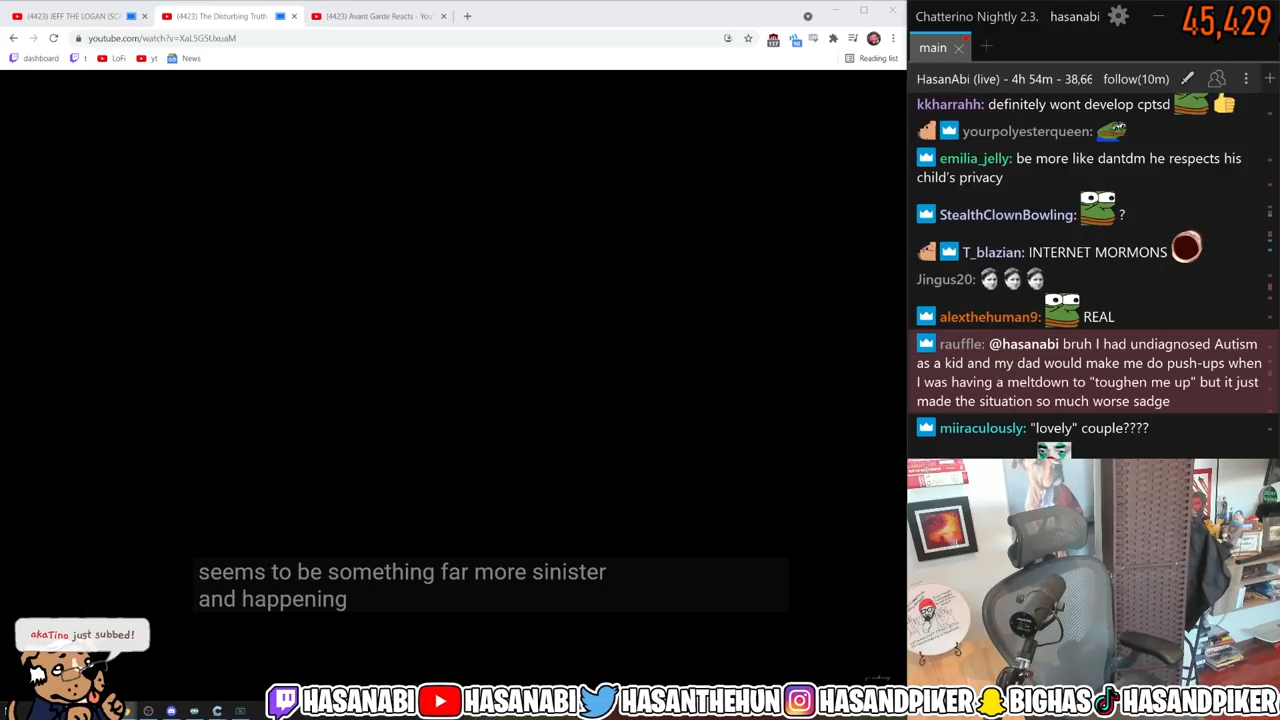 (4423) JEFF THE LOGAN (SC
(4423) The Disturbing Truth -
(4423) Avant Garde Reacts - You
youtube.com/watch?v=XaL5G5UxuaM
137
98
dashboard
1
LoFi
yt
News
Reading list
seems to be something far more sinister
and happening
akaTino just subbed!
Chatterino Nightly 2.3.
hasanabi
45,429
main
HasanAbi (live) - 4h 54m - 38,66
follow(10m)
kkharrahh: definitely wont develop cptsd
yourpolyesterqueen:
emilia_jelly: be more like dantdm he respects his
child's privacy
StealthClownBowling: ?
T_blazian: INTERNET MORMONS
Jingus20:
alexthehuman9: REAL
rauffle: @hasanabi bruh I had undiagnosed Autism
as a kid and my dad would make me do push-ups when
I was having a meltdown to "toughen me up" but it just
made the situation so much worse sadge
miiraculously: "lovely" couple????
HASANABI
HASANABI
HASANTHEHUN
HASANDPIKER
BIGHAS
HASANDPIKER